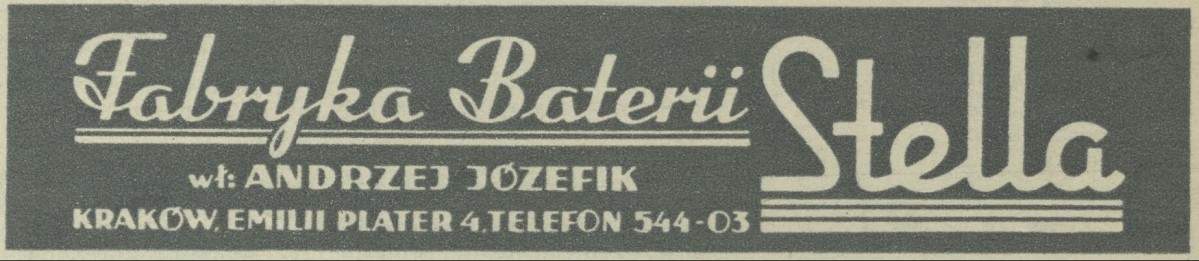 Fabryka Baterii Stella
wł: ANDRZEJ JÓZEFIK
KRAKÓW, EMILII PLATER 4, TELEFON 544-03